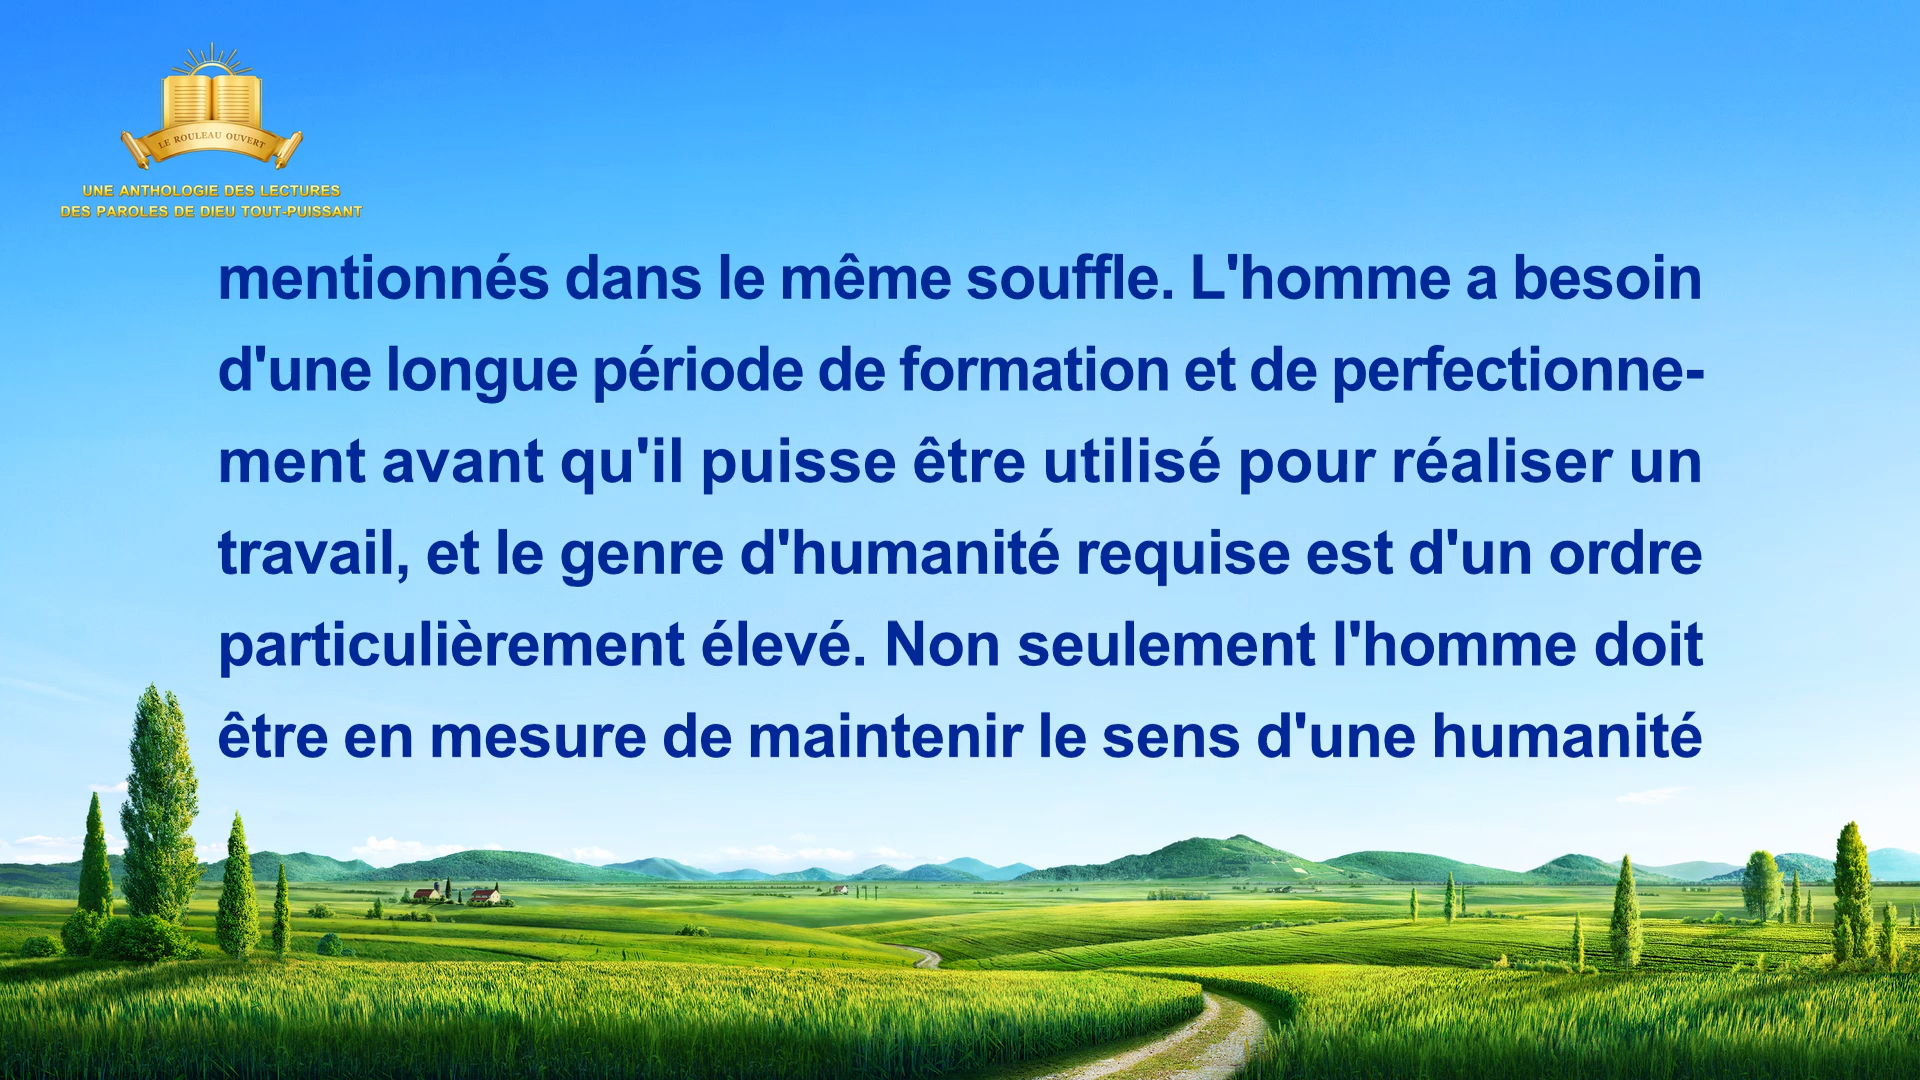 LE ROULEAU OUVERT
UNE ANTHOLOGIE DES LECTURES
DES PAROLES DE DIEU TOUT-PUISSANT
mentionnés dans le même souffle. L'homme a besoin
d'une longue période de formation et de perfectionne-
ment avant qu'il puisse être utilisé pour réaliser un
travail, et le genre d'humanité requise est d'un ordre
particulièrement élevé. Non seulement l'homme doit
être en mesure de maintenir le sens d'une humanité